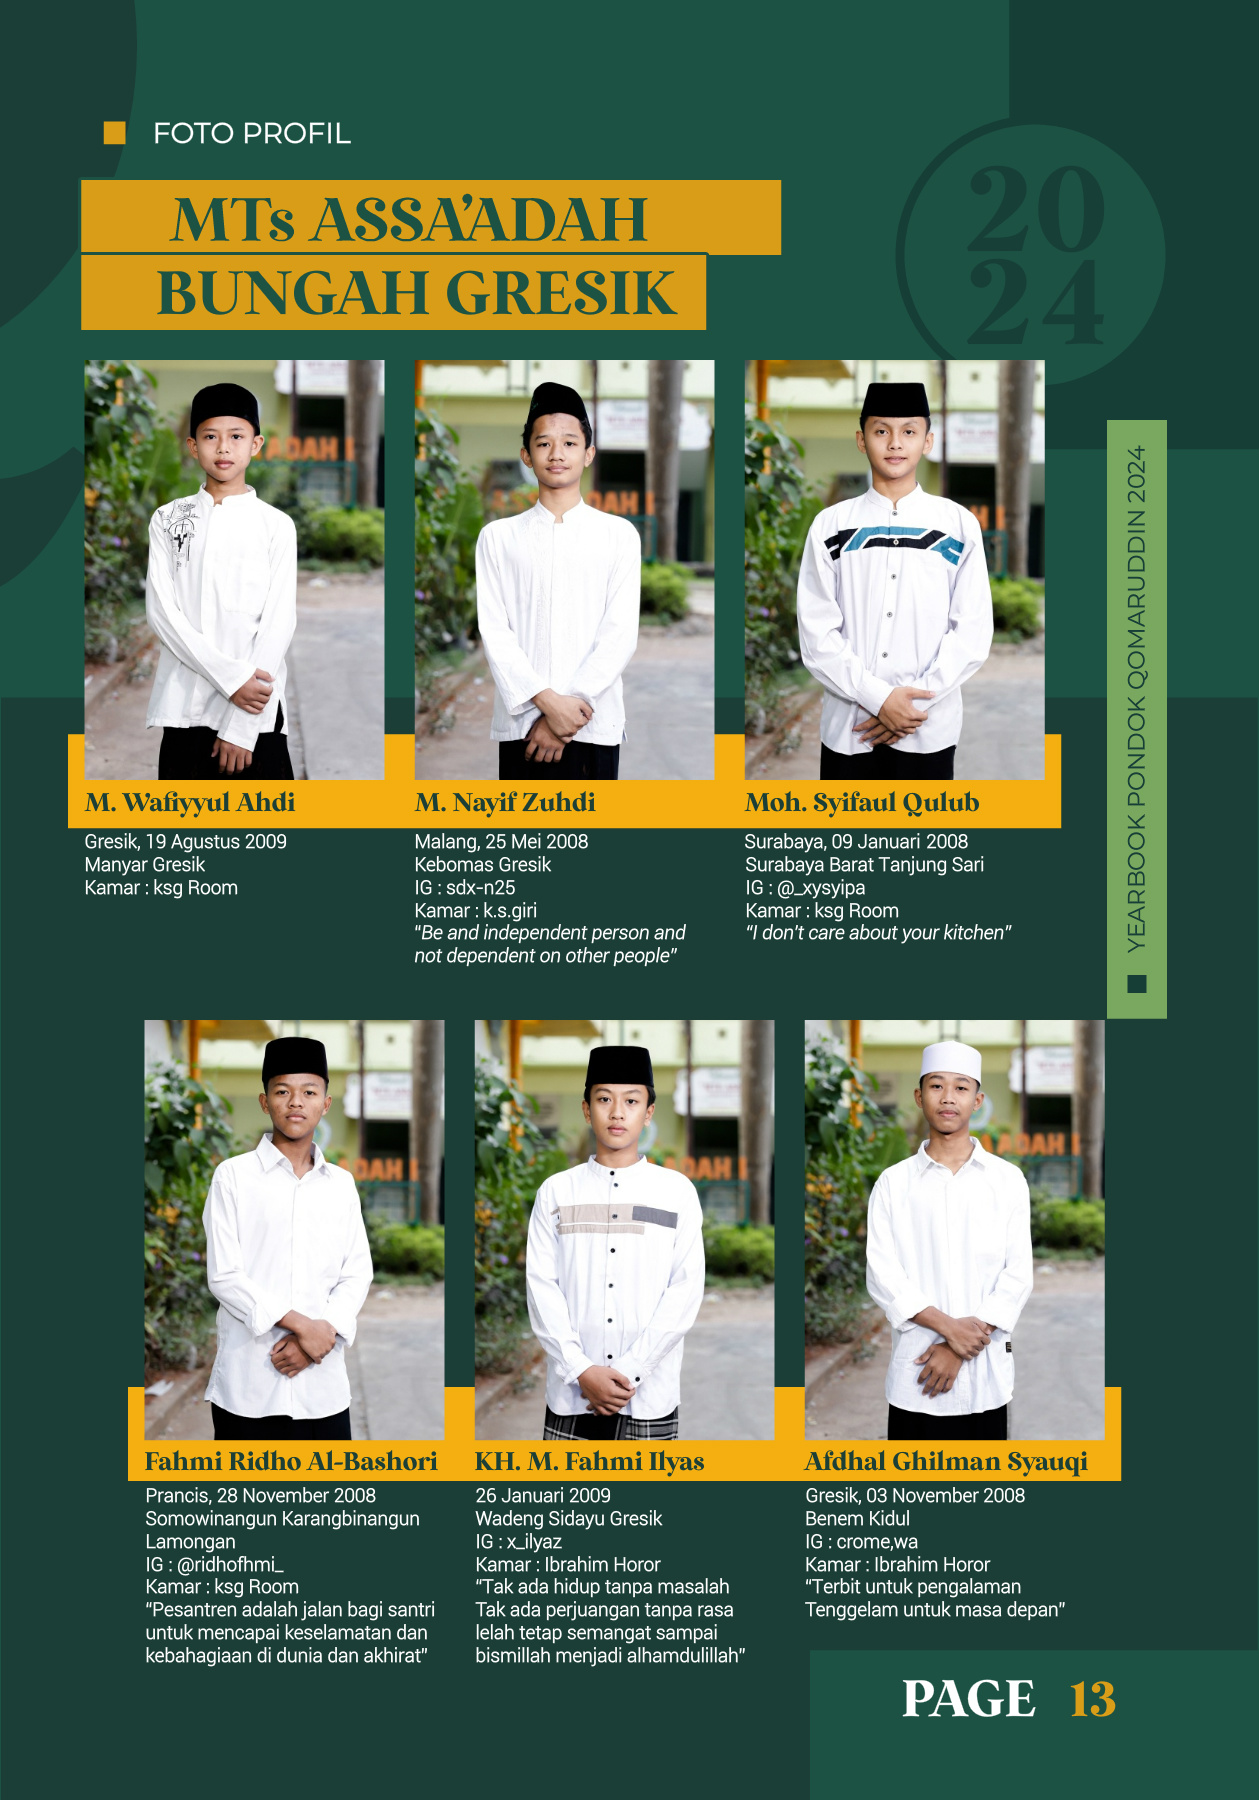 FOTO PROFIL
MTs ASSA’ADAH
BUNGAH GRESIK
20
24
YEARBOOK PONDOK QOMARUDDIN 2024
ADAH I
ADAH I
M. Wafiyyul Ahdi
Gresik, 19 Agustus 2009
Manyar Gresik
Kamar : ksg Room
M. Nayif Zuhdi
Malang, 25 Mei 2008
Kebomas Gresik
IG : sdx-n25
Kamar : k.s.giri
“Be and independent person and
not dependent on other people”
Moh. Syifaul Qulub
Surabaya, 09 Januari 2008
Surabaya Barat Tanjung Sari
IG : @_xysyipa
Kamar : ksg Room
“I don’t care about your kitchen”
DAH I
DAH I
ADAH I
Fahmi Ridho Al-Bashori
Prancis, 28 November 2008
Somowinangun Karangbinangun
Lamongan
IG : @ridhofhmi_
Kamar : ksg Room
“Pesantren adalah jalan bagi santri
untuk mencapai keselamatan dan
kebahagiaan di dunia dan akhirat”
KH. M. Fahmi Ilyas
26 Januari 2009
Wadeng Sidayu Gresik
IG : x_ilyaz
Kamar : Ibrahim Horor
“Tak ada hidup tanpa masalah
Tak ada perjuangan tanpa rasa
lelah tetap semangat sampai
bismillah menjadi alhamdulillah”
Afdhal Ghilman Syauqi
Gresik, 03 November 2008
Benem Kidul
IG : crome,wa
Kamar : Ibrahim Horor
“Terbit untuk pengalaman
Tenggelam untuk masa depan”
PAGE 13